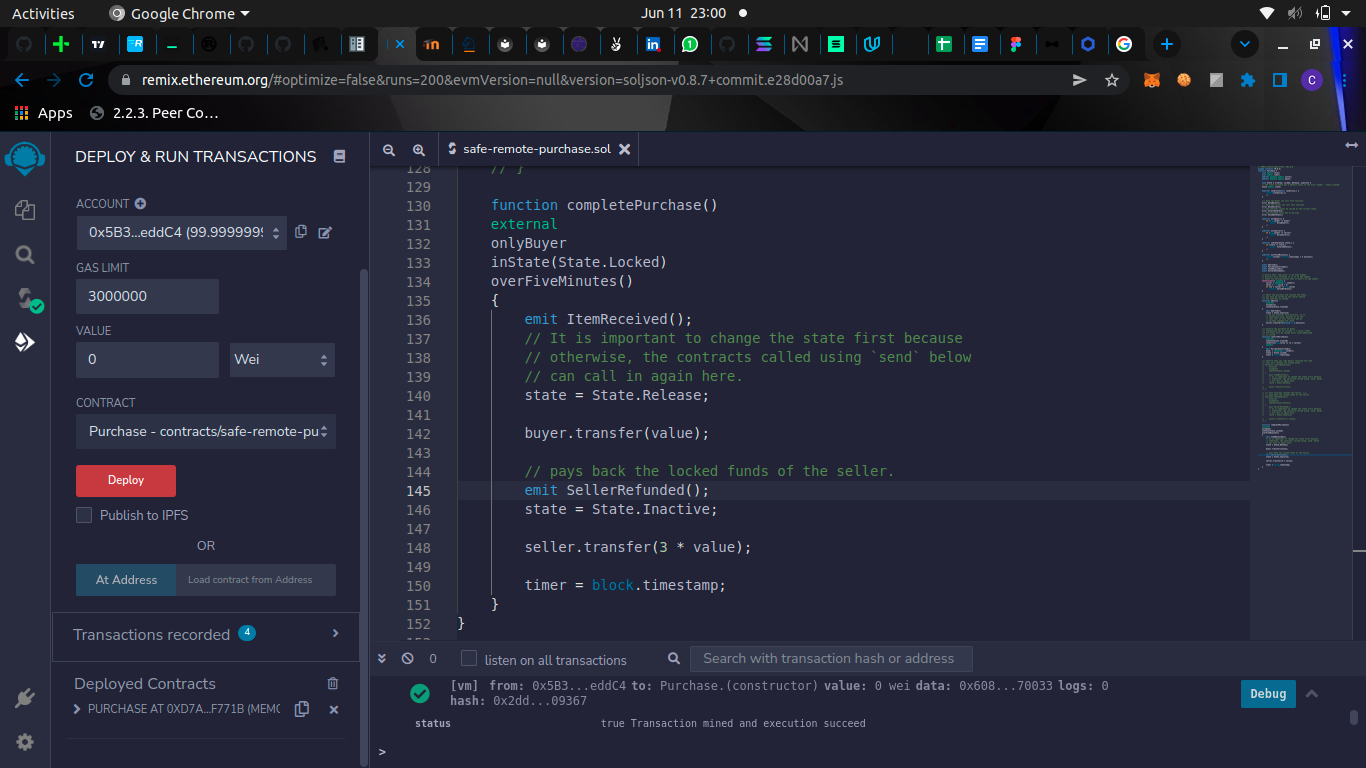 Activities
Google Chrome
Jun 11 23:00
remix.ethereum.org/#optimize=false&runs=200&evmVersion=null&version=soljson-v0.8.7+commit.e28d00a7.js
C
Apps
2.2.3. Peer Co…
DEPLOY & RUN TRANSACTIONS
ACCOUNT
0x5B3...eddC4 (99.9999999
GAS LIMIT
3000000
VALUE
0
Wei
CONTRACT
Purchase - contracts/safe-remote-pu
Deploy
Publish to IPFS
OR
At Address
Load contract from Address
Transactions recorded 4
Deployed Contracts
PURCHASE AT 0XD7A...F771B (MEMO
safe-remote-purchase.sol
128 // }
129
130 function completePurchase()
131 external
132 onlyBuyer
133 inState(State.Locked)
134 overFiveMinutes()
135 {
136 emit ItemReceived();
137 // It is important to change the state first because
138 // otherwise, the contracts called using `send` below
139 // can call in again here.
140 state = State.Release;
141
142 buyer.transfer(value);
143
144 // pays back the locked funds of the seller.
145 emit SellerRefunded();
146 state = State.Inactive;
147
148 seller.transfer(3 * value);
149
150 timer = block.timestamp;
151 }
152 }
0
listen on all transactions
Search with transaction hash or address
[vm] from: 0x5B3...eddC4 to: Purchase.(constructor) value: 0 wei data: 0x608...70033 logs: 0
hash: 0x2dd...09367
Debug
status true Transaction mined and execution succeed
>